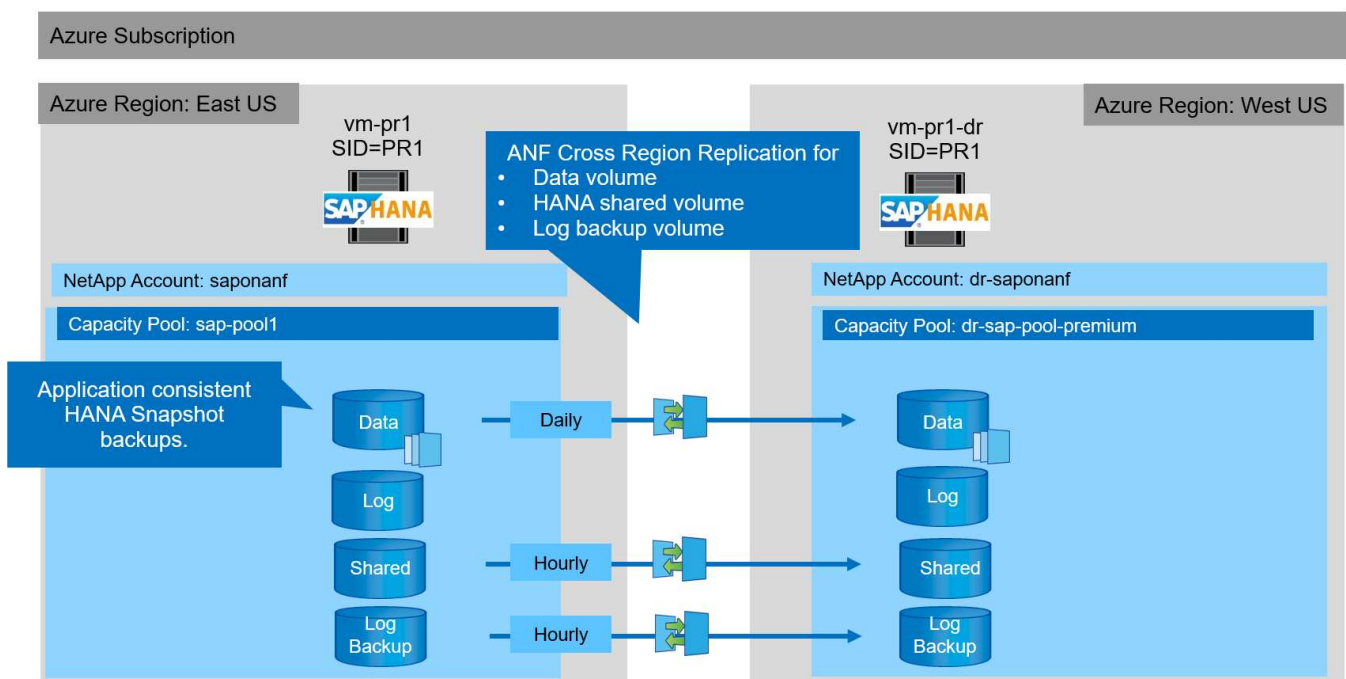 Azure Subscription
Azure Region: East US
Azure Region: West US
vm-pr1
SID=PR1
SAP HANA
ANF Cross Region Replication for
• Data volume
• HANA shared volume
• Log backup volume
vm-pr1-dr
SID=PR1
SAP HANA
NetApp Account: saponanf
NetApp Account: dr-saponanf
Capacity Pool: sap-pool1
Capacity Pool: dr-sap-pool-premium
Application consistent
HANA Snapshot
backups.
Data
Daily
Data
Log
Log
Shared
Hourly
Shared
Log
Backup
Hourly
Log
Backup